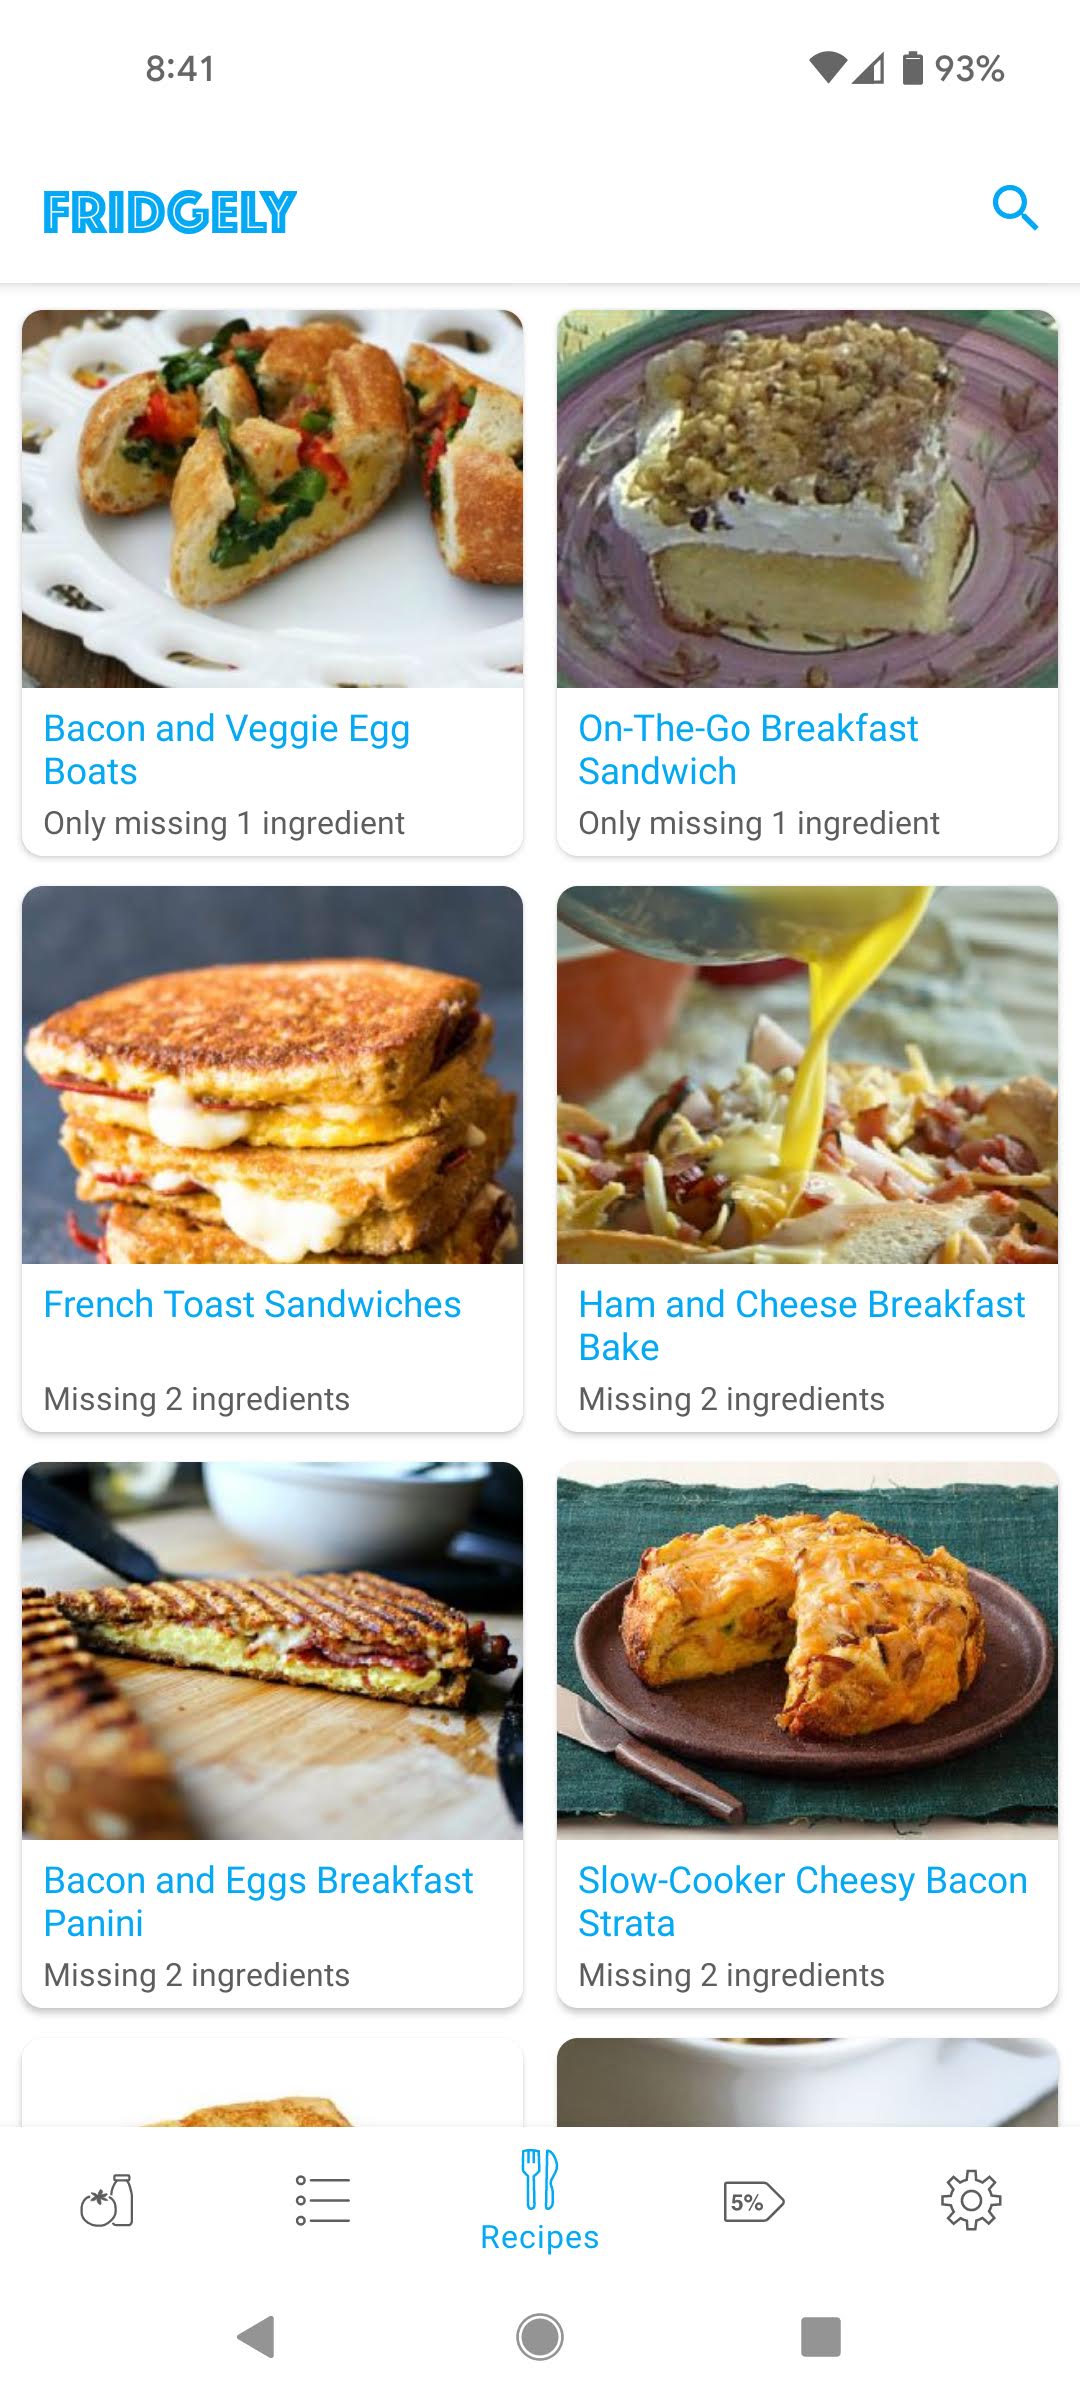 8:41
93%
FRIDGELY
Bacon and Veggie Egg
Boats
Only missing 1 ingredient
On-The-Go Breakfast
Sandwich
Only missing 1 ingredient
French Toast Sandwiches
Missing 2 ingredients
Ham and Cheese Breakfast
Bake
Missing 2 ingredients
Bacon and Eggs Breakfast
Panini
Missing 2 ingredients
Slow-Cooker Cheesy Bacon
Strata
Missing 2 ingredients
5%
Recipes